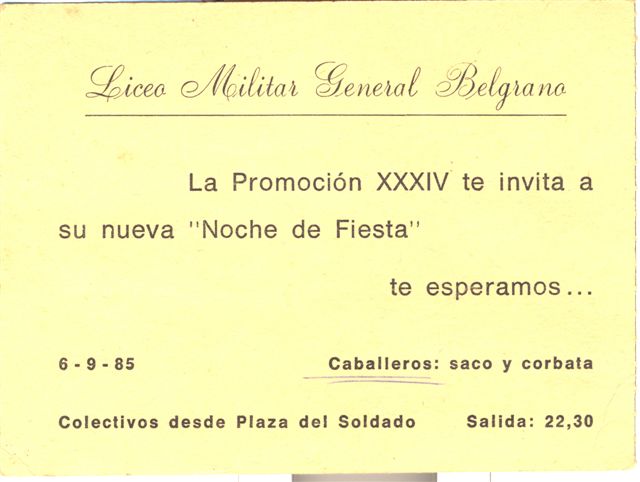 Liceo Militar General Belgrano
La Promoción XXXIV te invita a
su nueva "Noche de Fiesta"
te esperamos...
6 - 9 - 85 Caballeros: saco y corbata
Colectivos desde Plaza del Soldado Salida: 22,30